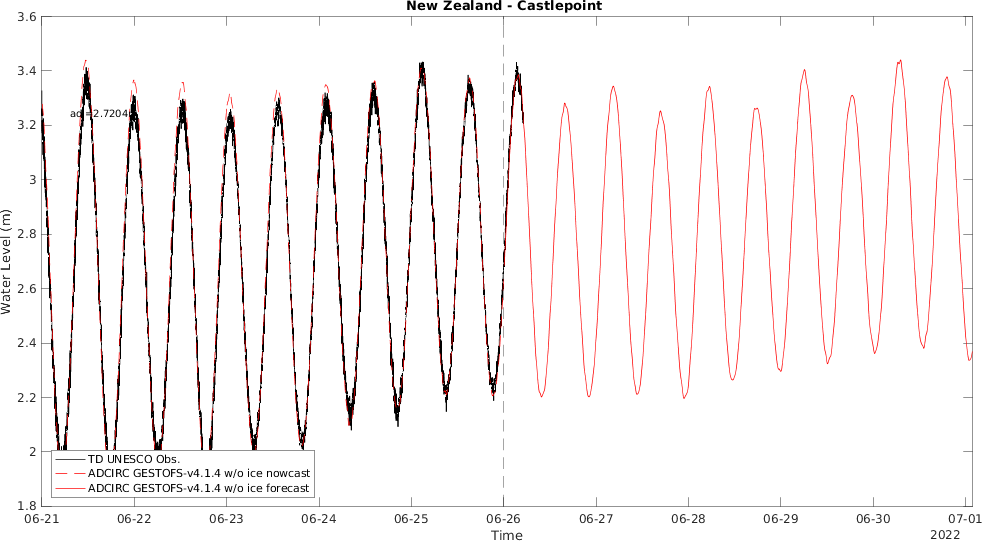 New Zealand - Castlepoint
3.6
3.4
3.2
3
2.8
2.6
2.4
2.2
2
1.8
Water Level (m)
=2.7204
TD UNESCO Obs.
ADCIRC GESTOFS-v4.1.4 w/o ice nowcast
ADCIRC GESTOFS-v4.1.4 w/o ice forecast
06-21 06-22 06-23 06-24 06-25 06-26 06-27 06-28 06-29 06-30 07-01
Time
2022